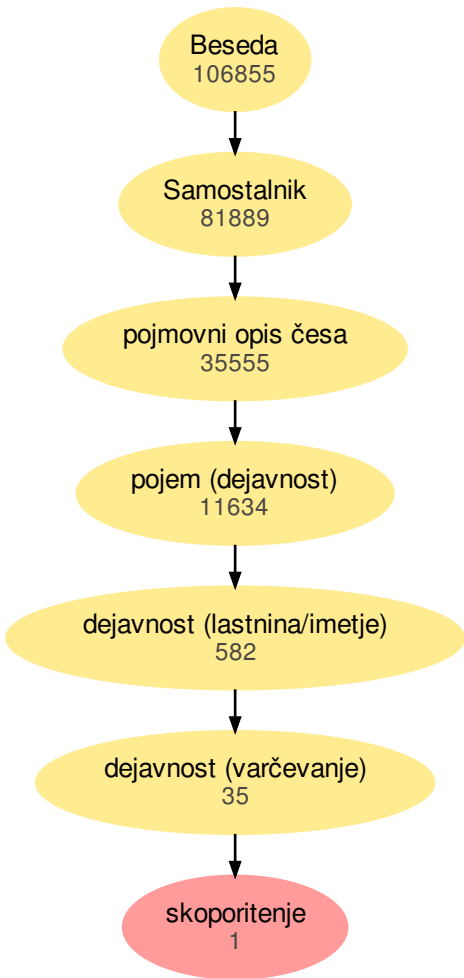 Beseda
106855
Samostalnik
81889
pojmovni opis česa
35555
pojem (dejavnost)
11634
dejavnost (lastnina/imetje)
582
dejavnost (varčevanje)
35
skoporitenje
1